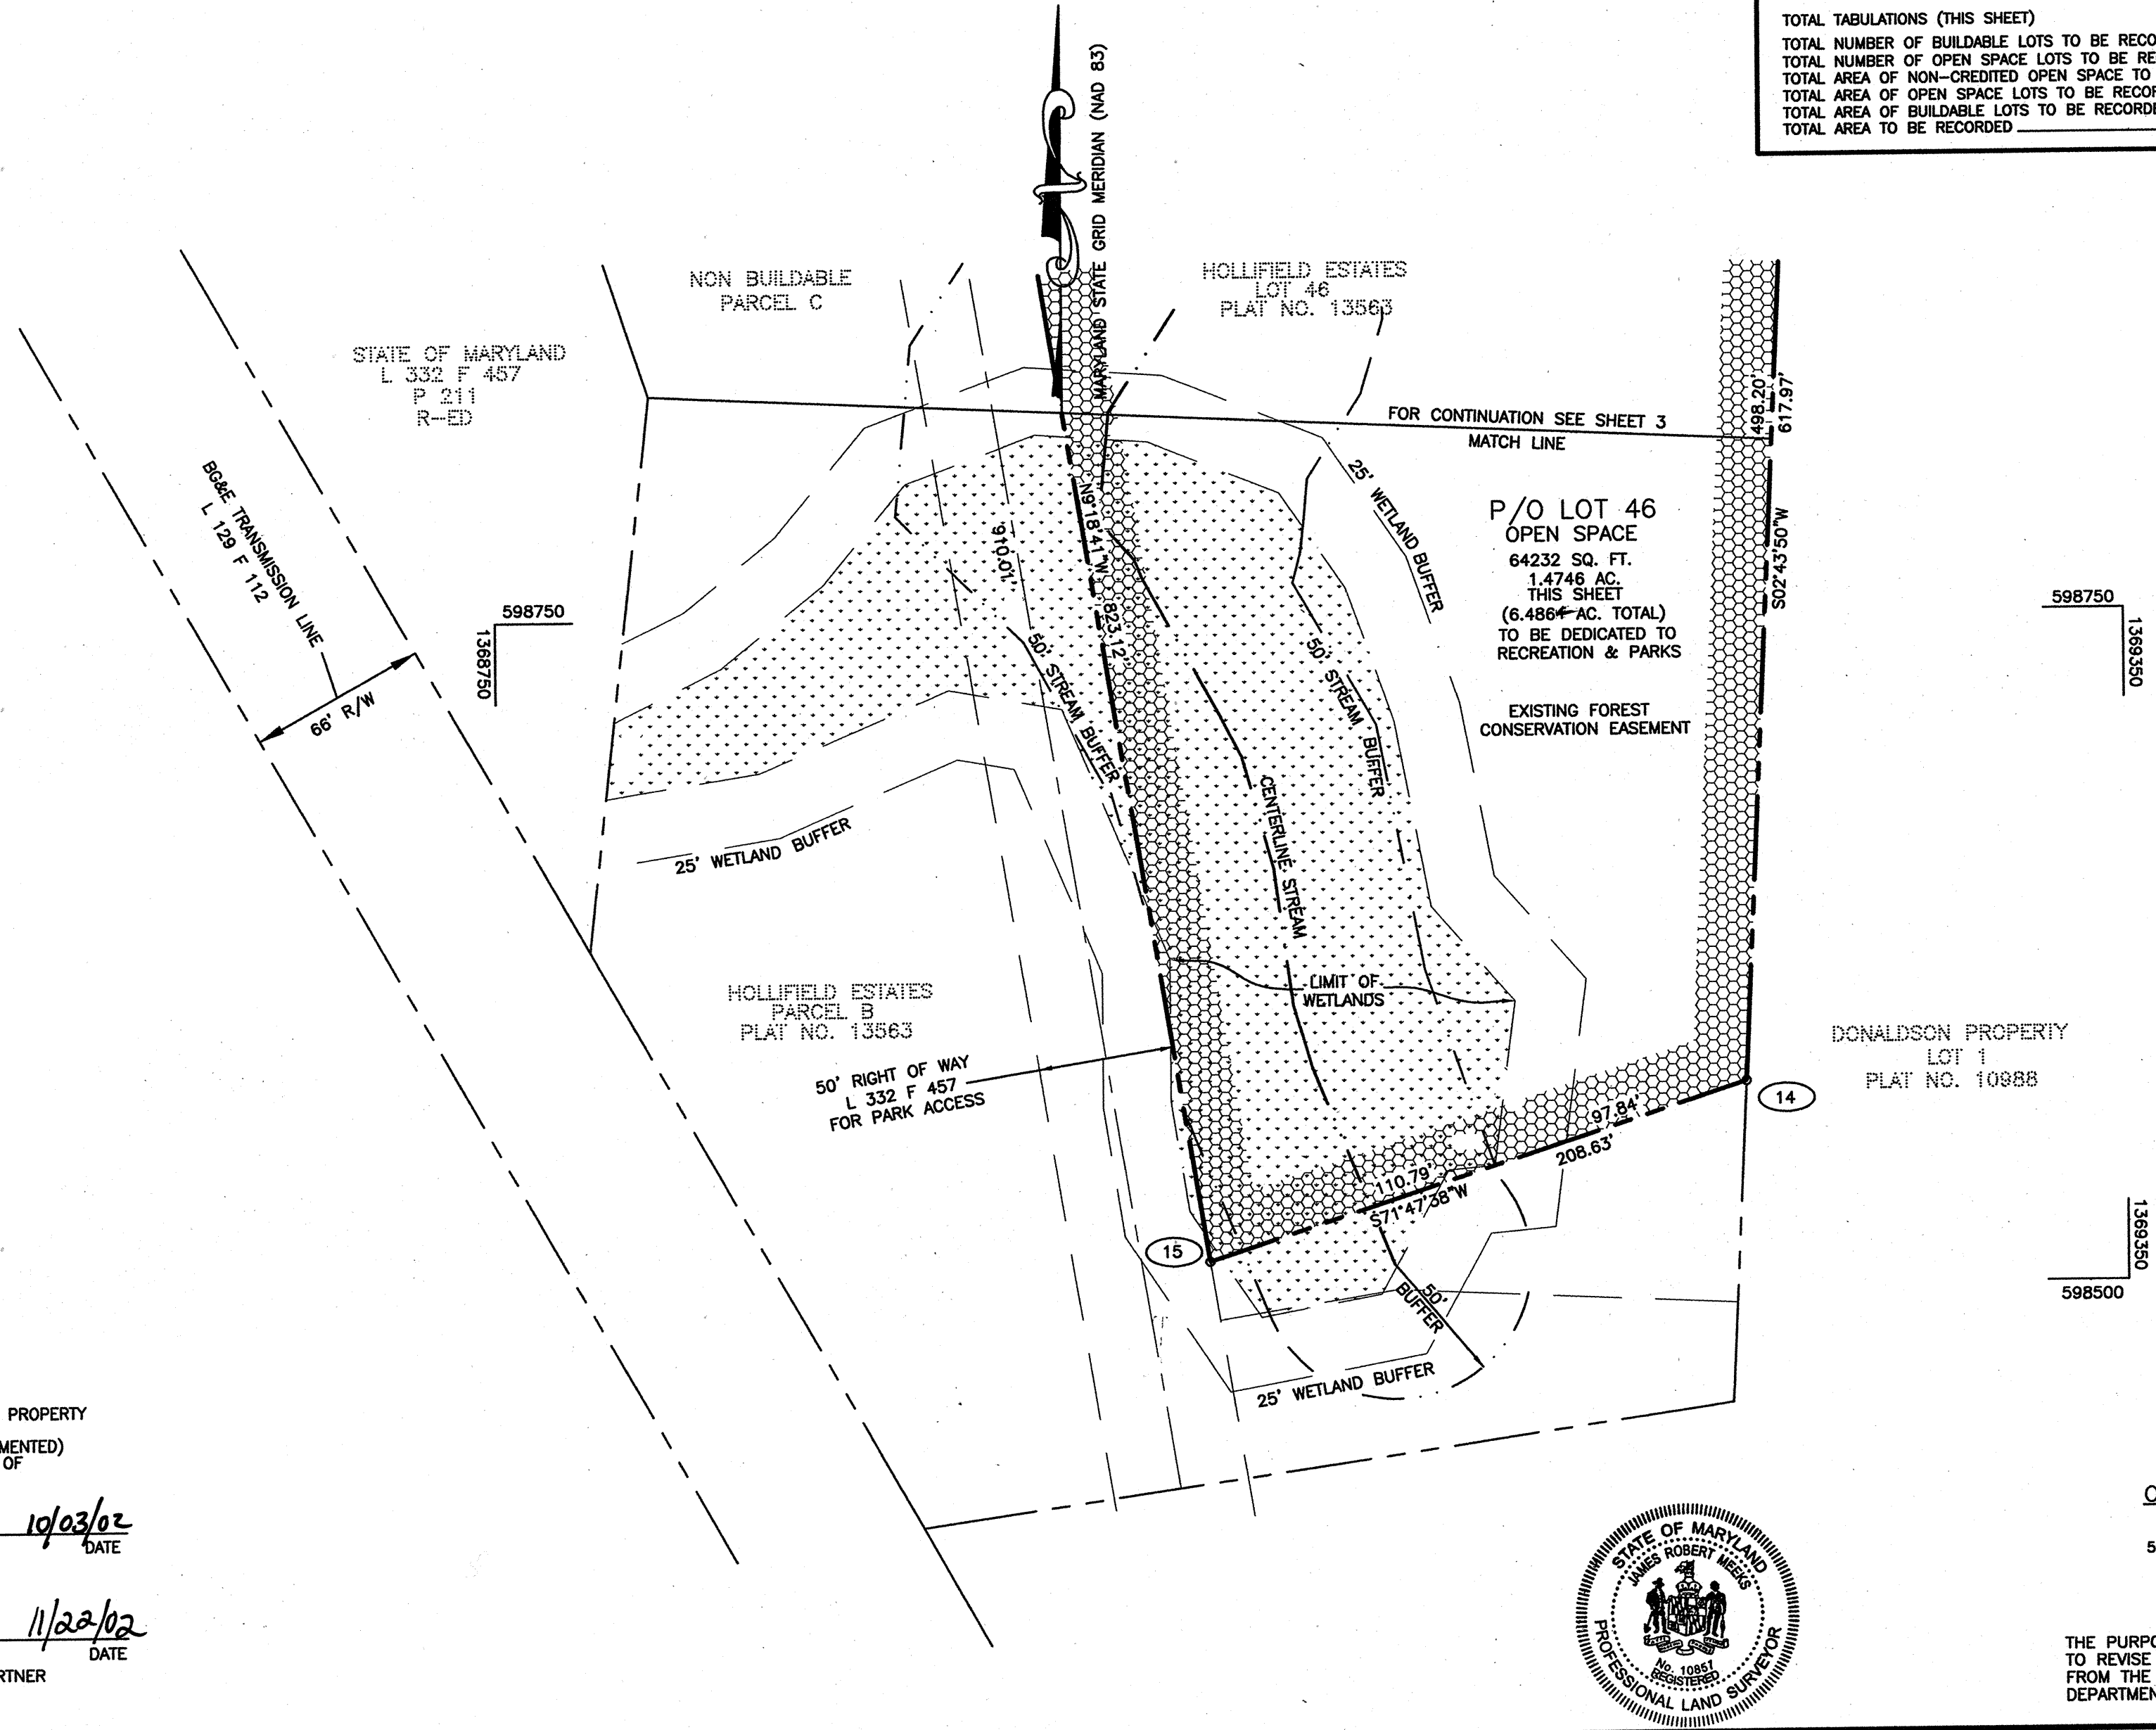 TOTAL TABULATIONS (THIS SHEET)
TOTAL NUMBER OF BUILDABLE LOTS TO BE RECO
TOTAL NUMBER OF OPEN SPACE LOTS TO BE RE
TOTAL AREA OF NON-CREDITED OPEN SPACE TO
TOTAL AREA OF OPEN SPACE LOTS TO BE RECOR
TOTAL AREA OF BUILDABLE LOTS TO BE RECORDE
TOTAL AREA TO BE RECORDED
MARYLAND STATE GRID MERIDIAN (NAD 83)
NON BUILDABLE
PARCEL C
HOLLIFIELD ESTATES
LOT 46
PLAT NO. 13563
STATE OF MARYLAND
L 332 F 457
P 211
R-ED
FOR CONTINUATION SEE SHEET 3
MATCH LINE
498.20'
617.97'
S02°43'50"W
BG&E TRANSMISSION LINE
L 129 F 112
66' R/W
598750
1368750
910.01'
N9°18'41"W
823.12'
25' WETLAND BUFFER
P/O LOT 46
OPEN SPACE
64232 SQ. FT.
1.4746 AC.
THIS SHEET
(6.4864 AC. TOTAL)
TO BE DEDICATED TO
RECREATION & PARKS
EXISTING FOREST
CONSERVATION EASEMENT
598750
1369350
50' STREAM BUFFER
50' STREAM BUFFER
CENTERLINE STREAM
25' WETLAND BUFFER
LIMIT OF
WETLANDS
HOLLIFIELD ESTATES
PARCEL B
PLAT NO. 13563
50' RIGHT OF WAY
L 332 F 457
FOR PARK ACCESS
DONALDSON PROPERTY
LOT 1
PLAT NO. 10988
14
97.84'
208.63'
110.79'
S71°47'38"W
15
50'
BUFFER
25' WETLAND BUFFER
1369350
598500
PROPERTY
MENTED)
OF
10/03/02
DATE
11/22/02
DATE
RTNER
STATE OF MARYLAND
JAMES ROBERT MEEKS
No. 10857
REGISTERED
PROFESSIONAL LAND SURVEYOR
THE PURPO
TO REVISE
FROM THE
DEPARTMEN